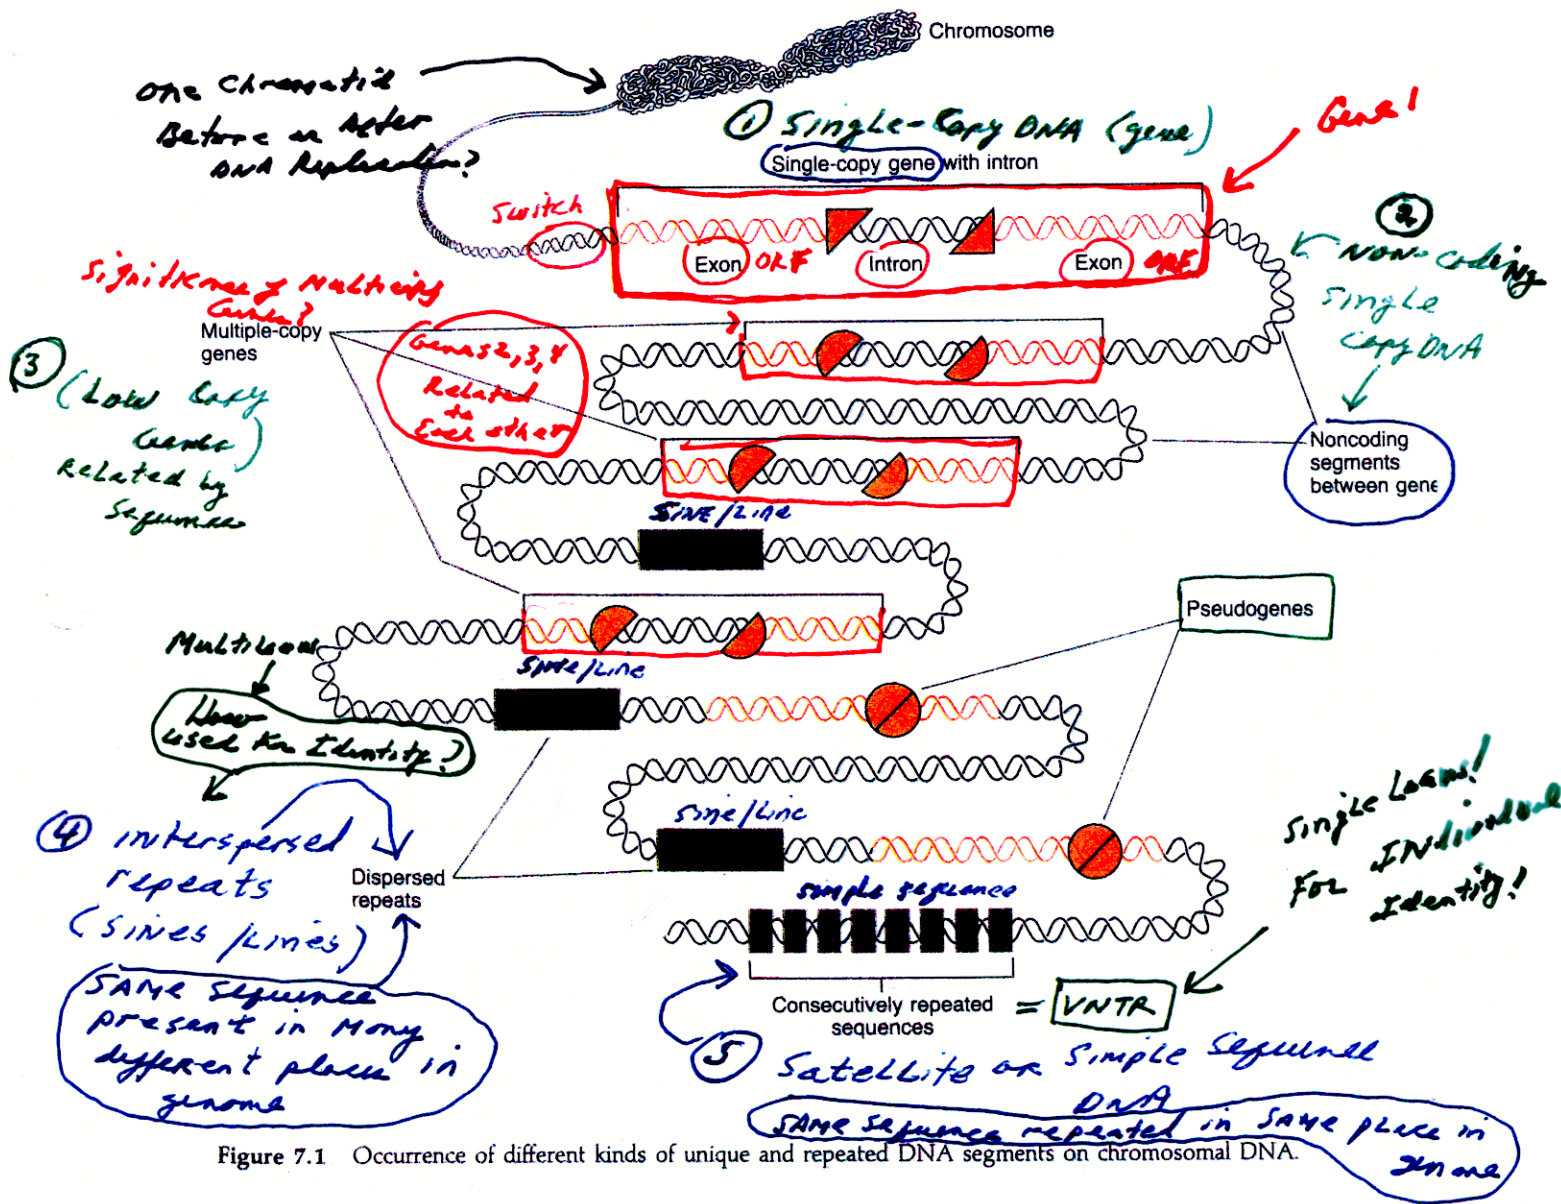 Chromosome
One Chromatid
Before or After
DNA Replication?
① Single-Copy DNA (gene)
Single-copy gene with intron
Gene 1
Switch
Exon ORF
Intron
Exon ORF
②
Non-coding
Single
Copy DNA
Significance of Multicopy
Genes?
Multiple-copy
genes
Genes 2, 3, 4
Related
to
Each other
③
(Low Copy
Genes)
Related by
Sequence
Noncoding
segments
between gene
SINE/Line
Pseudogenes
Multilocus
SINE/Line
How
used for Identity?
Sine/Line
Single Locus!
For Individual
Identity!
④ interspersed
repeats
(Sines/Lines)
Dispersed
repeats
simple sequence
SAME Sequence
present in Many
different places in
genome
Consecutively repeated
sequences
= VNTR
⑤ Satellite or Simple Sequence
DNA
SAME Sequence repeated in SAME place in
genome
Figure 7.1 Occurrence of different kinds of unique and repeated DNA segments on chromosomal DNA.